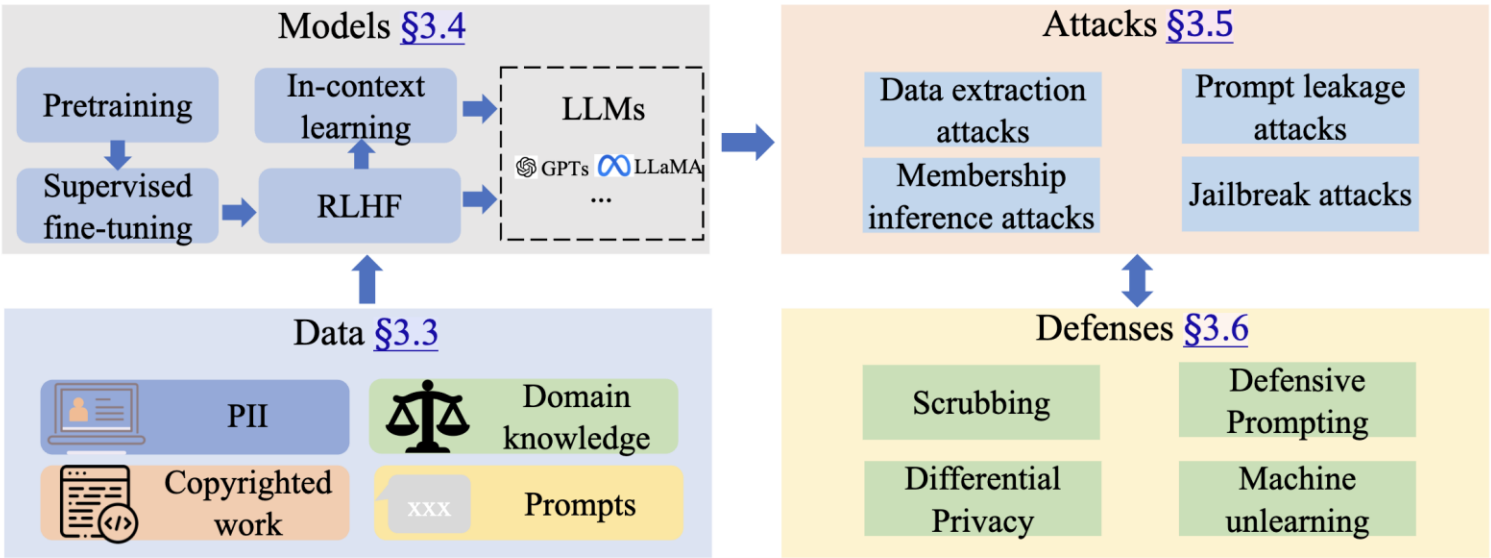 Models §3.4
Pretraining
Supervised
fine-tuning
In-context
learning
RLHF
LLMs
GPTs LLaMA
...
Attacks §3.5
Data extraction
attacks
Prompt leakage
attacks
Membership
inference attacks
Jailbreak attacks
Data §3.3
PII
Domain
knowledge
Copyrighted
work
</>
xxx
Prompts
Defenses §3.6
Scrubbing
Defensive
Prompting
Differential
Privacy
Machine
unlearning